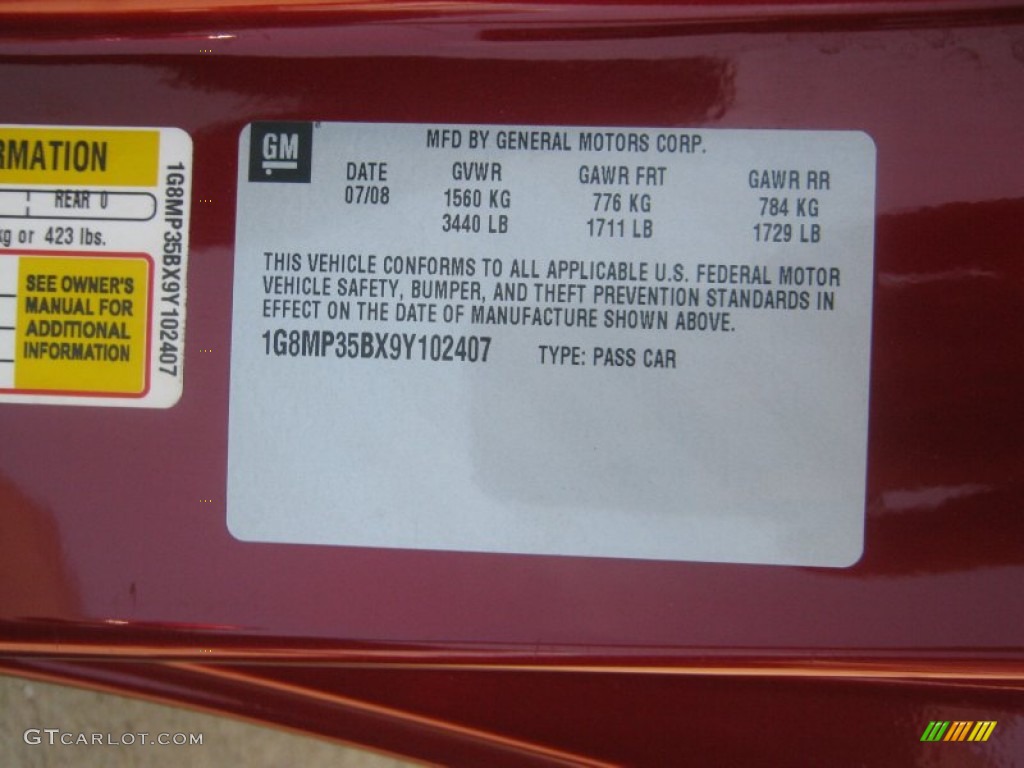 RMATION
REAR 0
kg or 423 lbs.
SEE OWNER'S
MANUAL FOR
ADDITIONAL
INFORMATION
1G8MP35BX9Y102407
GM
MFD BY GENERAL MOTORS CORP.
DATE GVWR GAWR FRT GAWR RR
07/08 1560 KG 776 KG 784 KG
3440 LB 1711 LB 1729 LB
THIS VEHICLE CONFORMS TO ALL APPLICABLE U.S. FEDERAL MOTOR
VEHICLE SAFETY, BUMPER, AND THEFT PREVENTION STANDARDS IN
EFFECT ON THE DATE OF MANUFACTURE SHOWN ABOVE.
1G8MP35BX9Y102407 TYPE: PASS CAR
GTCARLOT.COM